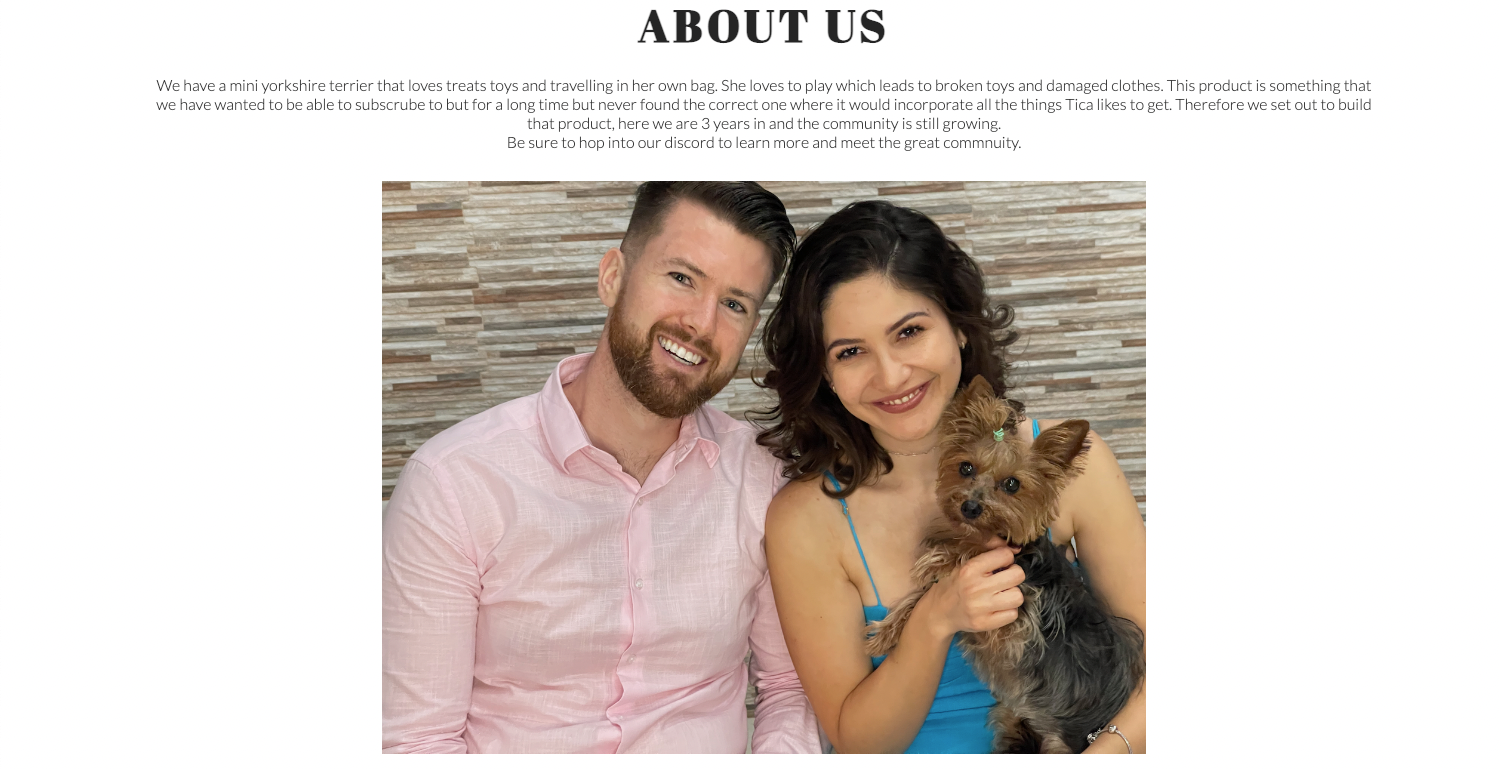 ABOUT US
We have a mini yorkshire terrier that loves treats toys and travelling in her own bag. She loves to play which leads to broken toys and damaged clothes. This product is something that
we have wanted to be able to subscrube to but for a long time but never found the correct one where it would incorporate all the things Tica likes to get. Therefore we set out to build
that product, here we are 3 years in and the community is still growing.
Be sure to hop into our discord to learn more and meet the great commnuity.